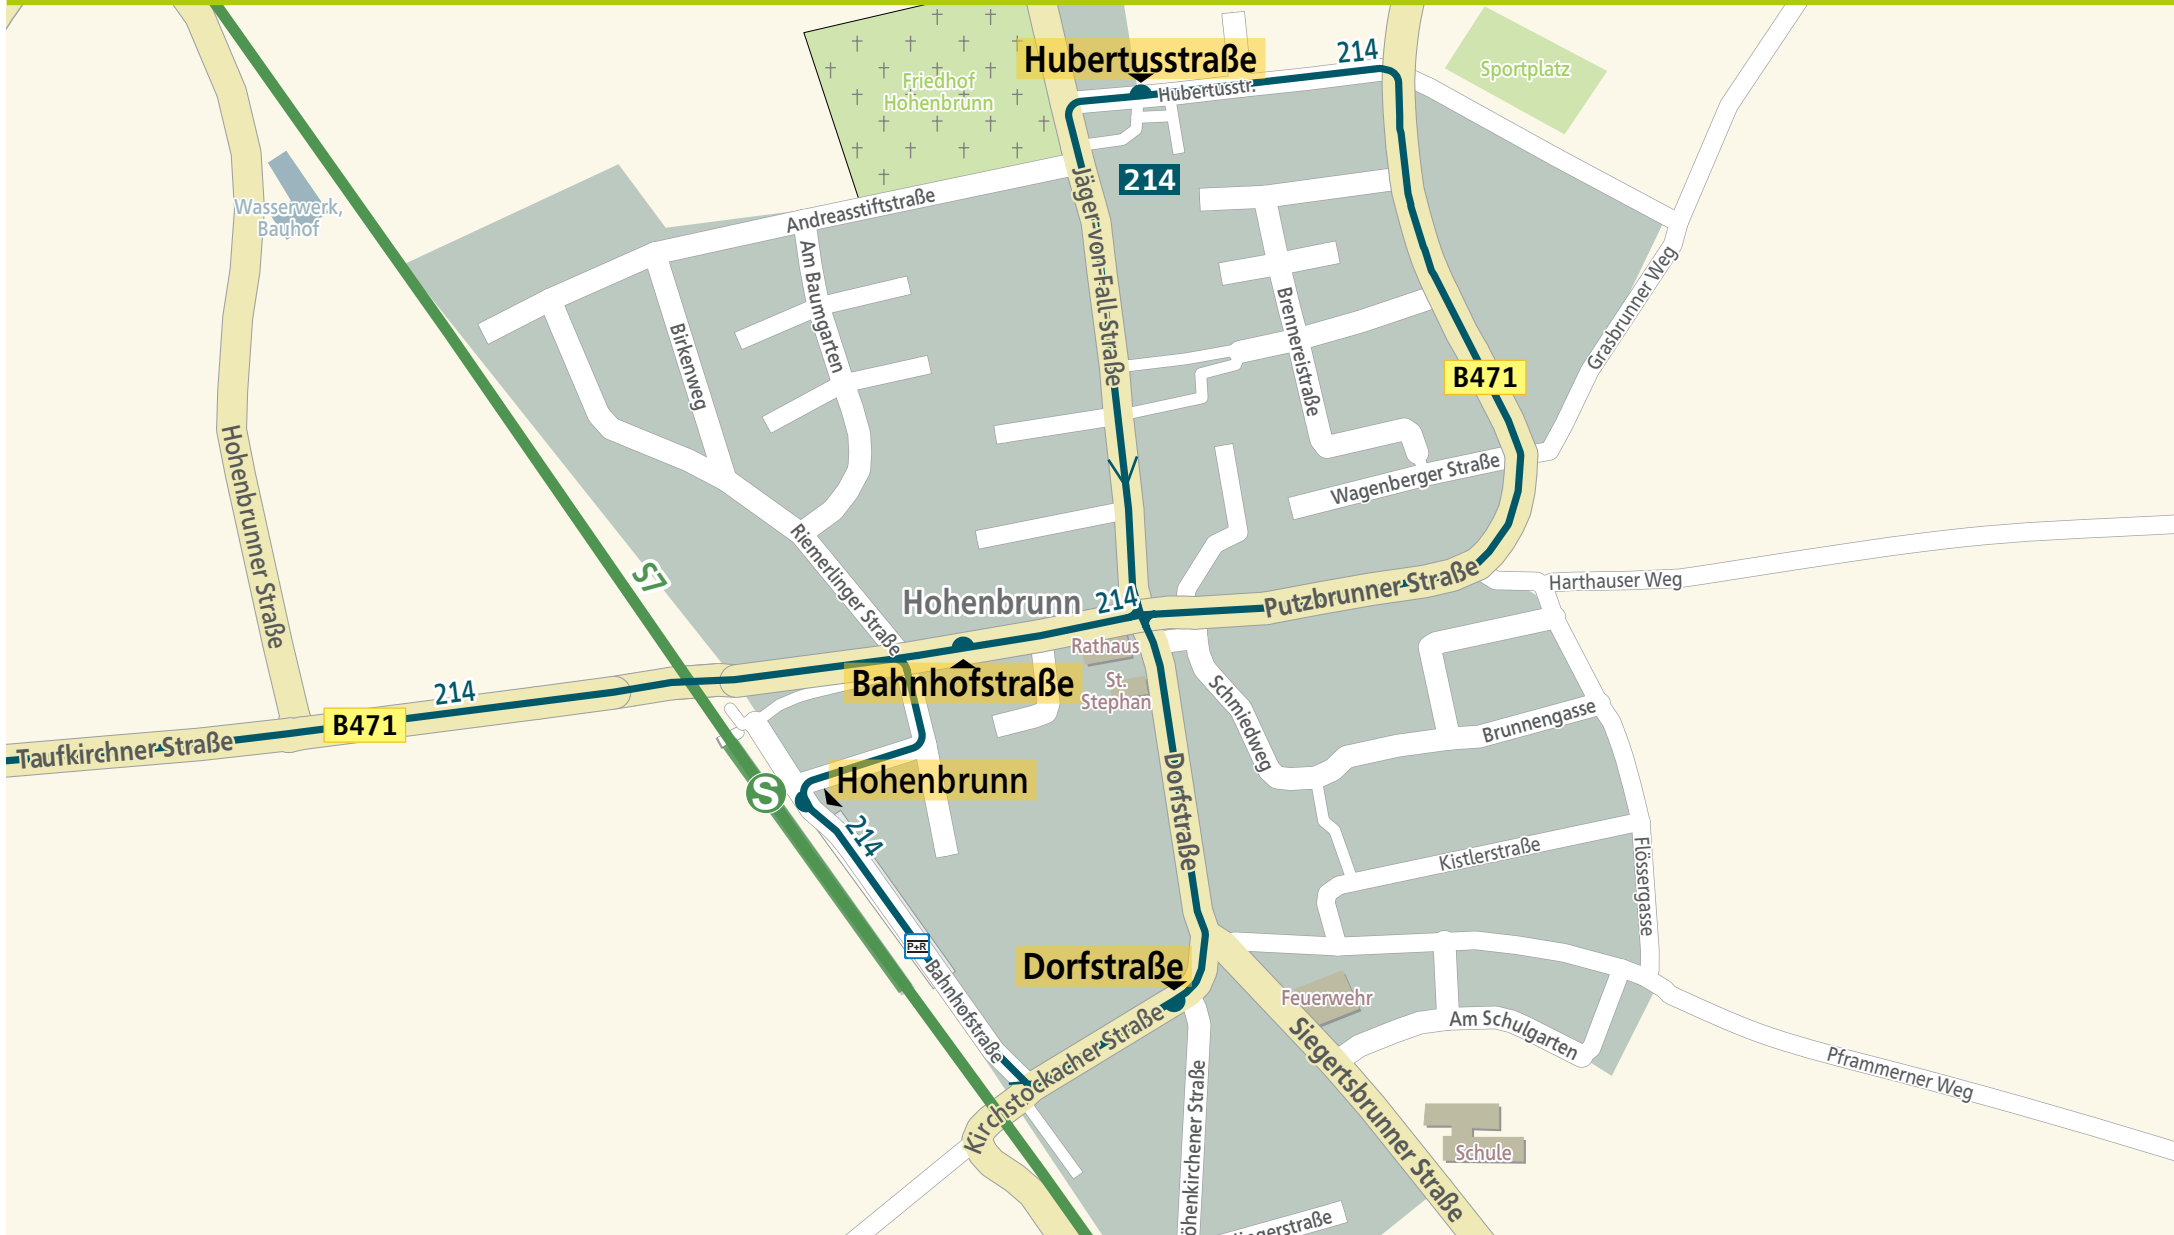 Hubertusstraße
214
Sportplatz
Friedhof
Hohenbrunn
Hubertusstr.
214
Wasserwerk,
Bauhof
Andreasstiftstraße
Jäger-von-Fall-Straße
Am Baumgarten
Birkenweg
Brennereistraße
Grasbrunner Weg
B471
Hohenbrunner Straße
Wagenberger Straße
S7
Riemerlinger Straße
Hohenbrunn
214
Putzbrunner Straße
Harthauser Weg
Rathaus
St.
Stephan
Bahnhofstraße
214
B471
Taufkirchner Straße
Schmiedweg
Brunnengasse
Dorfstraße
S
Hohenbrunn
214
Kistlerstraße
Flössergasse
P+R
Bahnhofstraße
Dorfstraße
Feuerwehr
Am Schulgarten
Kirchstockacher Straße
Siegertsbrunner Straße
Pframmerner Weg
Schule
öhenkirchener Straße